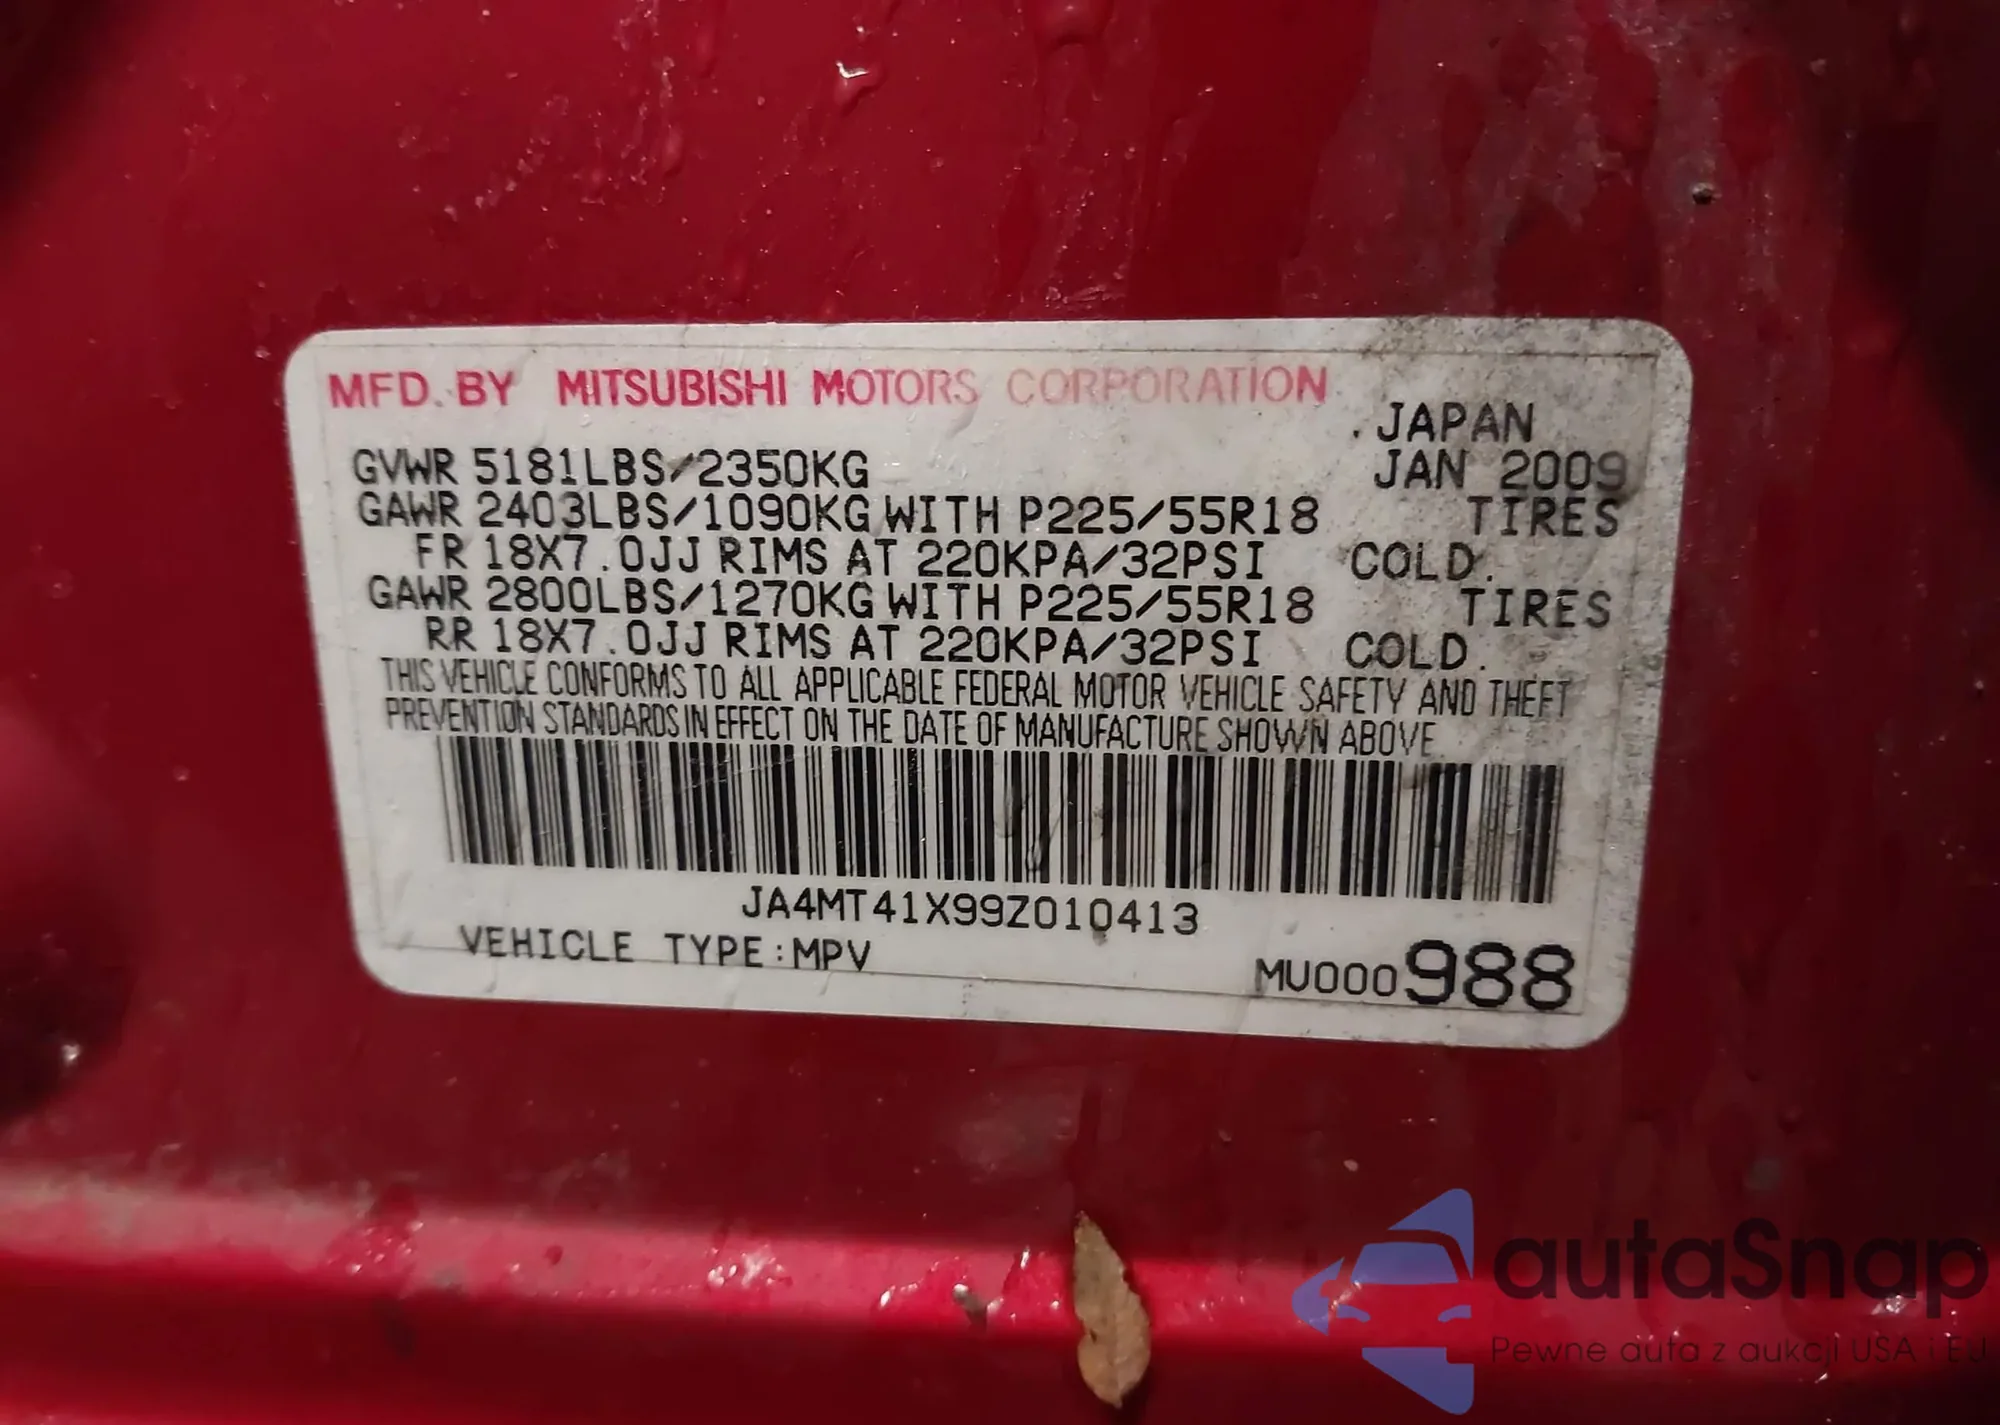 MFD. BY MITSUBISHI MOTORS CORPORATION
.JAPAN
GVWR 5181LBS/2350KG JAN 2009
GAWR 2403LBS/1090KG WITH P225/55R18 TIRES
FR 18X7.0JJ RIMS AT 220KPA/32PSI COLD.
GAWR 2800LBS/1270KG WITH P225/55R18 TIRES
RR 18X7.0JJ RIMS AT 220KPA/32PSI COLD.
THIS VEHICLE CONFORMS TO ALL APPLICABLE FEDERAL MOTOR VEHICLE SAFETY AND THEFT
PREVENTION STANDARDS IN EFFECT ON THE DATE OF MANUFACTURE SHOWN ABOVE.
JA4MT41X99Z010413
VEHICLE TYPE:MPV
MU000988
autaSnap
Pewne auta z aukcji USA i EU